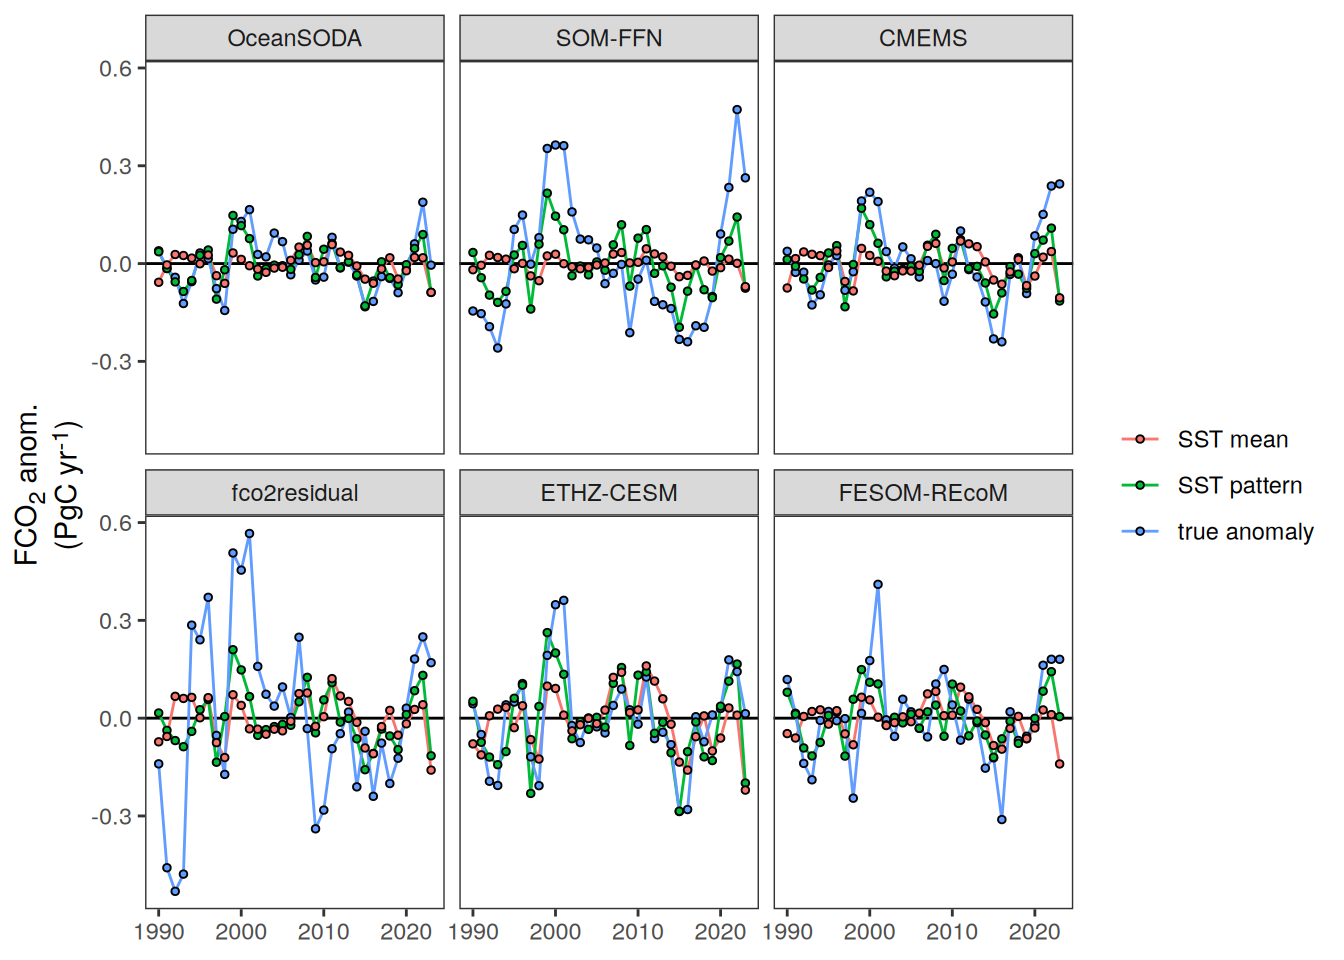 OceanSODA
SOM-FFN
CMEMS
0.6
0.3
0.0
-0.3
fco2residual
ETHZ-CESM
FESOM-REcoM
0.6
0.3
0.0
-0.3
1990 2000 2010 2020
1990 2000 2010 2020
1990 2000 2010 2020
FCO₂ anom.
(PgC yr⁻¹)
SST mean
SST pattern
true anomaly